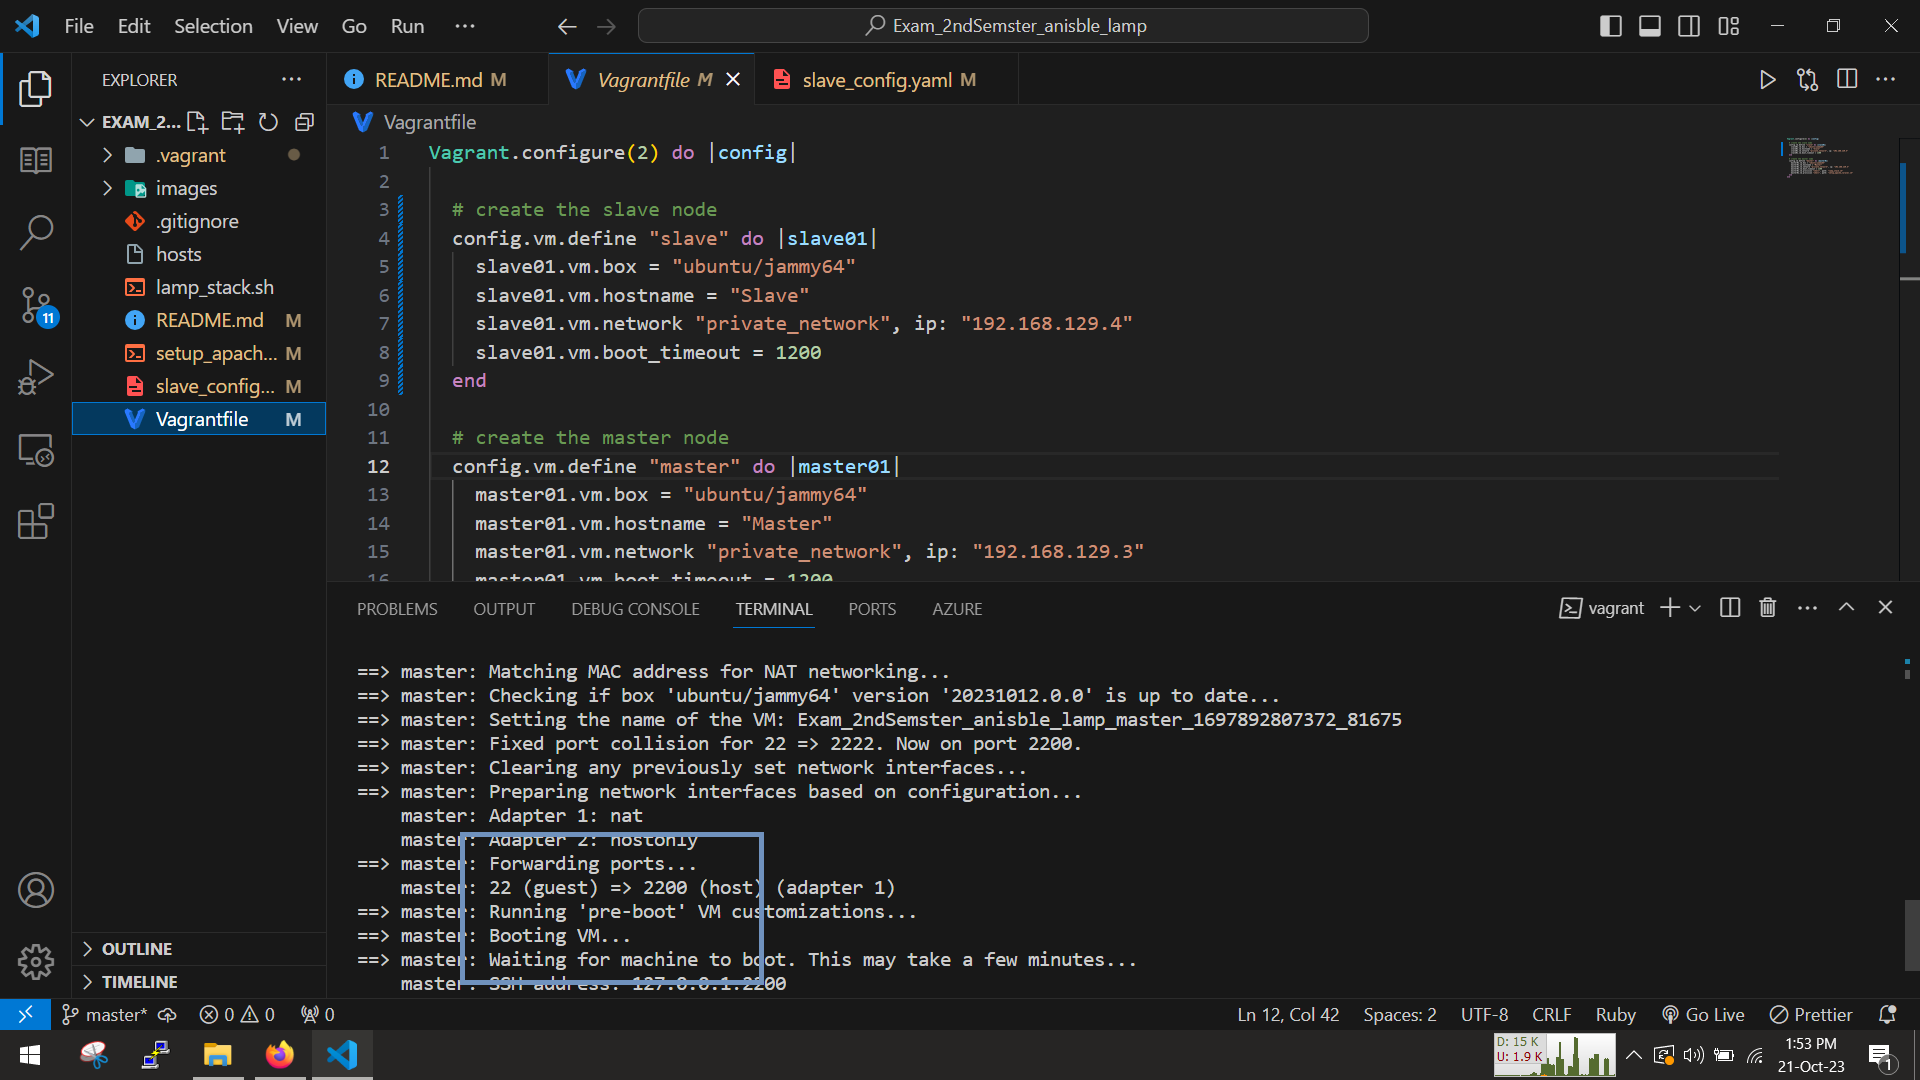 File Edit Selection View Go Run ···
Exam_2ndSemster_anisble_lamp
EXPLORER
EXAM_2...
.vagrant
images
.gitignore
hosts
lamp_stack.sh
README.md M
setup_apach... M
slave_config... M
Vagrantfile M
OUTLINE
TIMELINE
11
README.md M
Vagrantfile M
slave_config.yaml M
Vagrantfile
1 Vagrant.configure(2) do |config|
2
3 # create the slave node
4 config.vm.define "slave" do |slave01|
5 slave01.vm.box = "ubuntu/jammy64"
6 slave01.vm.hostname = "Slave"
7 slave01.vm.network "private_network", ip: "192.168.129.4"
8 slave01.vm.boot_timeout = 1200
9 end
10
11 # create the master node
12 config.vm.define "master" do |master01|
13 master01.vm.box = "ubuntu/jammy64"
14 master01.vm.hostname = "Master"
15 master01.vm.network "private_network", ip: "192.168.129.3"
16 master01.vm.boot_timeout = 1200
PROBLEMS OUTPUT DEBUG CONSOLE TERMINAL PORTS AZURE
vagrant
==> master: Matching MAC address for NAT networking...
==> master: Checking if box 'ubuntu/jammy64' version '20231012.0.0' is up to date...
==> master: Setting the name of the VM: Exam_2ndSemster_anisble_lamp_master_1697892807372_81675
==> master: Fixed port collision for 22 => 2222. Now on port 2200.
==> master: Clearing any previously set network interfaces...
==> master: Preparing network interfaces based on configuration...
master: Adapter 1: nat
master: Adapter 2: hostonly
==> master: Forwarding ports...
master: 22 (guest) => 2200 (host) (adapter 1)
==> master: Running 'pre-boot' VM customizations...
==> master: Booting VM...
==> master: Waiting for machine to boot. This may take a few minutes...
master: SSH address: 127.0.0.1:2200
master* 0 0 0
Ln 12, Col 42 Spaces: 2 UTF-8 CRLF Ruby Go Live Prettier
D: 15 K
U: 1.9 K
1:53 PM
21-Oct-23
1